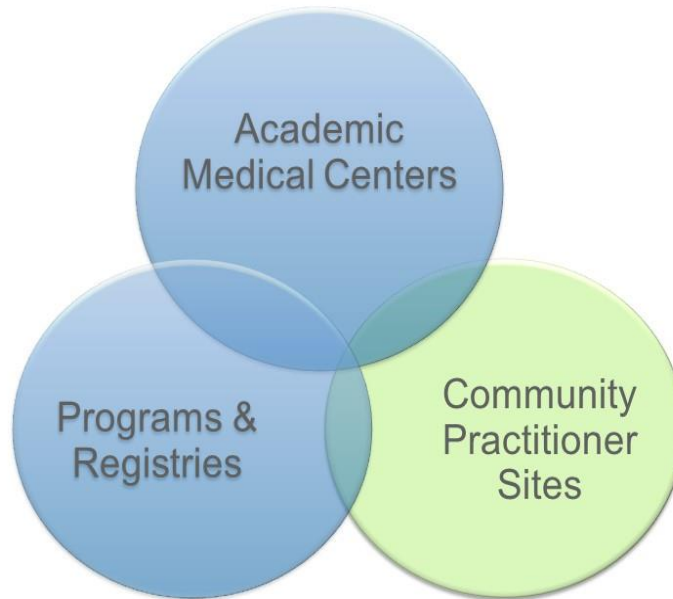 Academic
Medical Centers
Programs &
Registries
Community
Practitioner
Sites